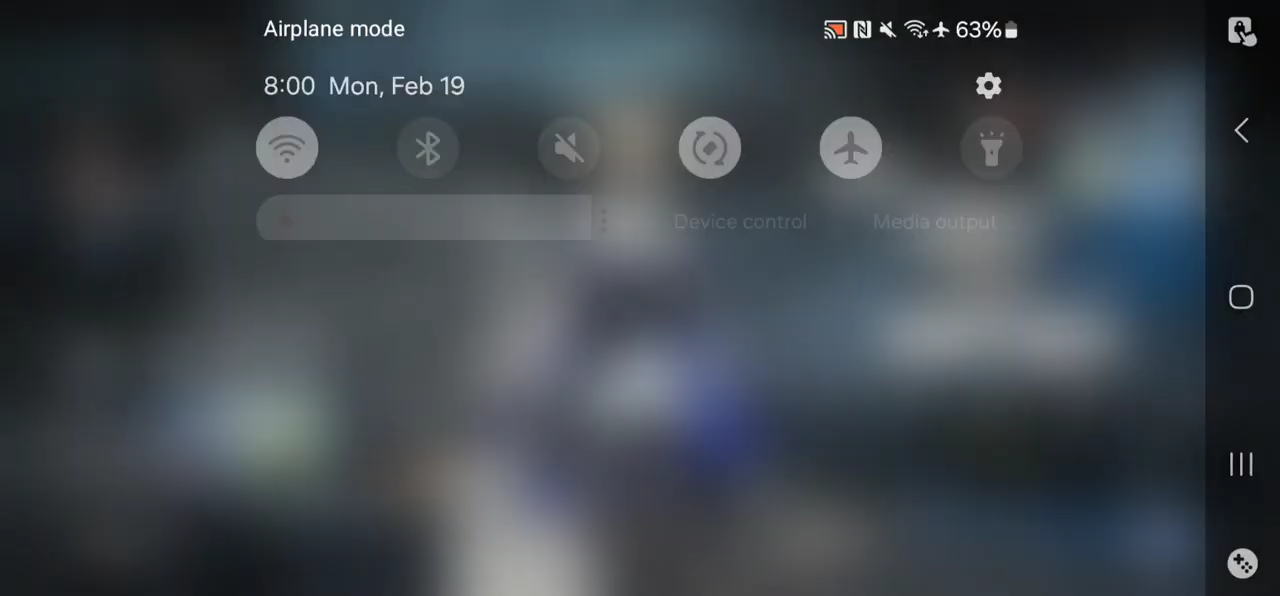 Airplane mode
63%
8:00 Mon, Feb 19
Device control
Media output